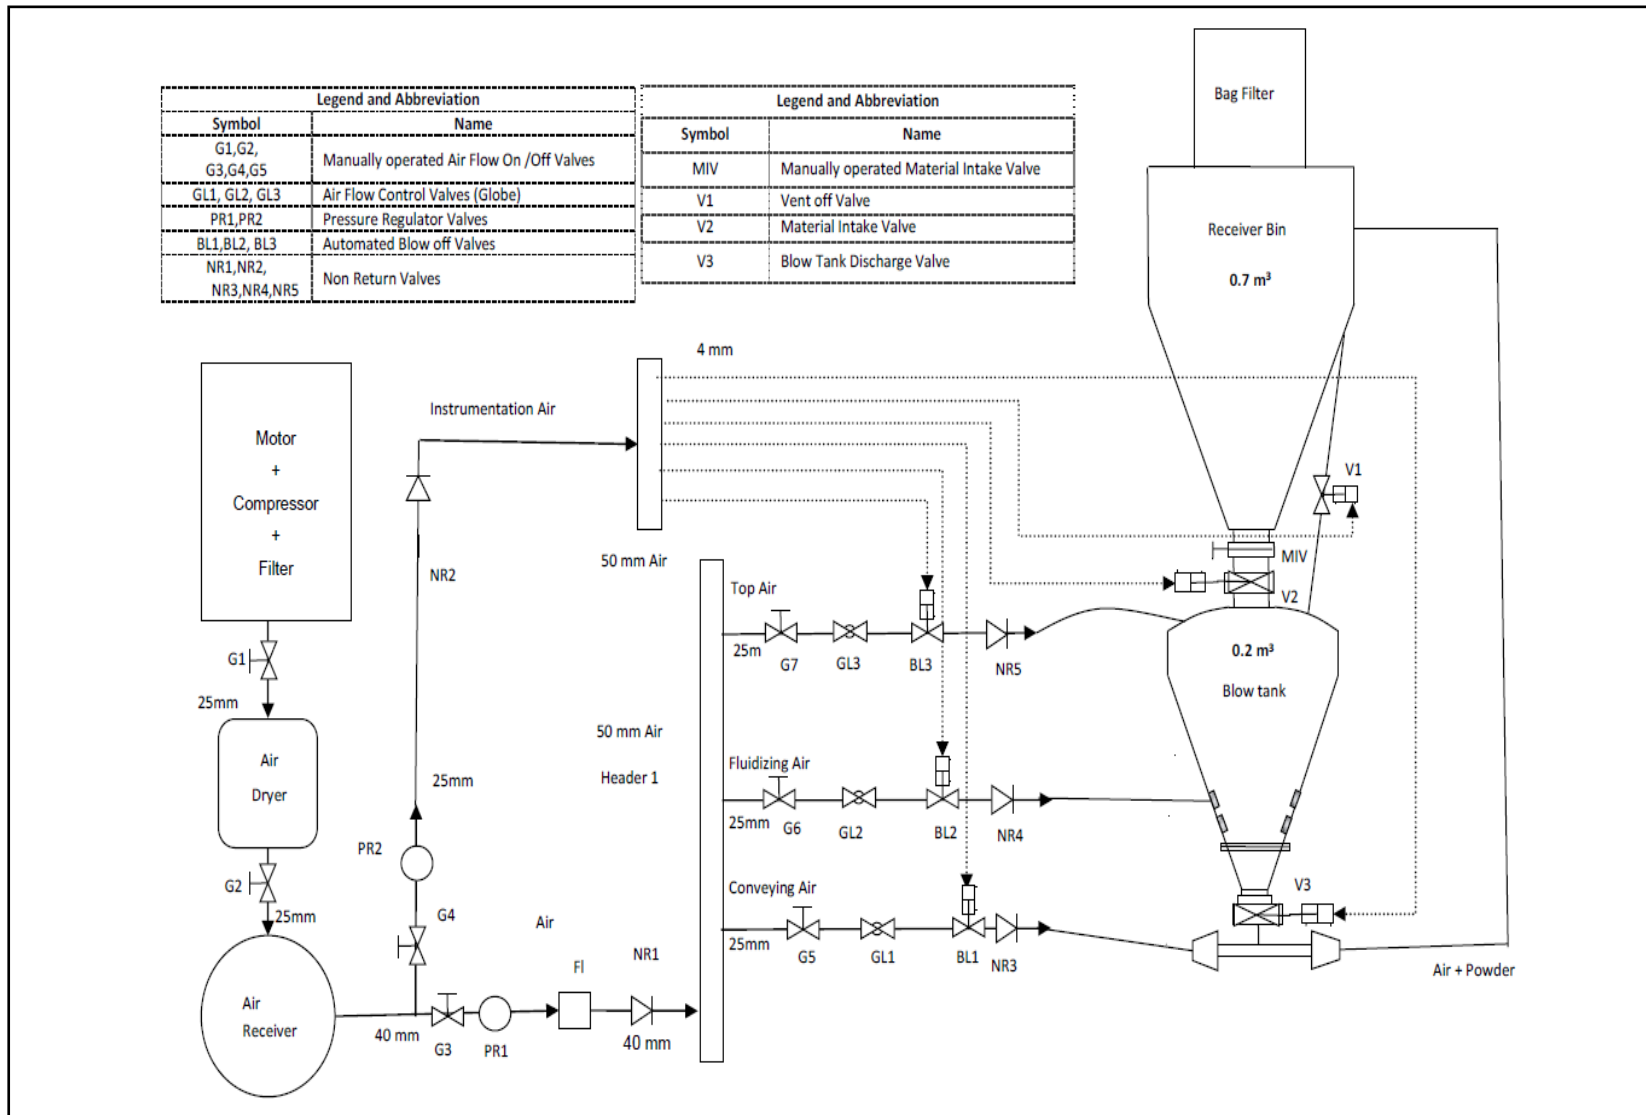 Legend and Abbreviation
Symbol Name
G1,G2,
G3,G4,G5 Manually operated Air Flow On /Off Valves
GL1, GL2, GL3 Air Flow Control Valves (Globe)
PR1,PR2 Pressure Regulator Valves
BL1,BL2, BL3 Automated Blow off Valves
NR1,NR2,
NR3,NR4,NR5 Non Return Valves
Legend and Abbreviation
Symbol Name
MIV Manually operated Material Intake Valve
V1 Vent off Valve
V2 Material Intake Valve
V3 Blow Tank Discharge Valve
Bag Filter
Receiver Bin
0.7 m³
4 mm
Instrumentation Air
Motor
+
Compressor
+
Filter
V1
MIV
V2
50 mm Air
NR2
Top Air
25m
G7
GL3
BL3
NR5
0.2 m³
Blow tank
G1
25mm
Air
Dryer
50 mm Air
Header 1
25mm
Fluidizing Air
25mm
G6
GL2
BL2
NR4
PR2
G2
25mm
G4
Conveying Air
25mm
G5
GL1
BL1
NR3
V3
Air + Powder
Air
FI
NR1
Air
Receiver
40 mm
G3
PR1
40 mm